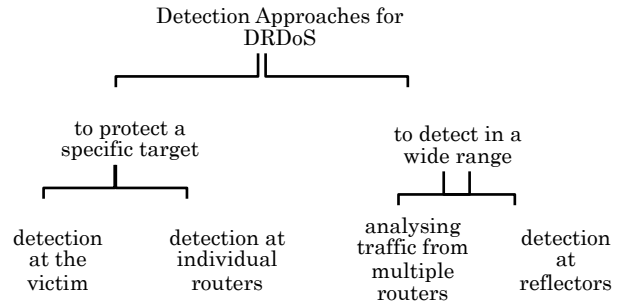 Detection Approaches for
DRDoS
to protect a
specific target
to detect in a
wide range
detection
at the
victim
detection at
individual
routers
analysing
traffic from
multiple
routers
detection
at
reflectors